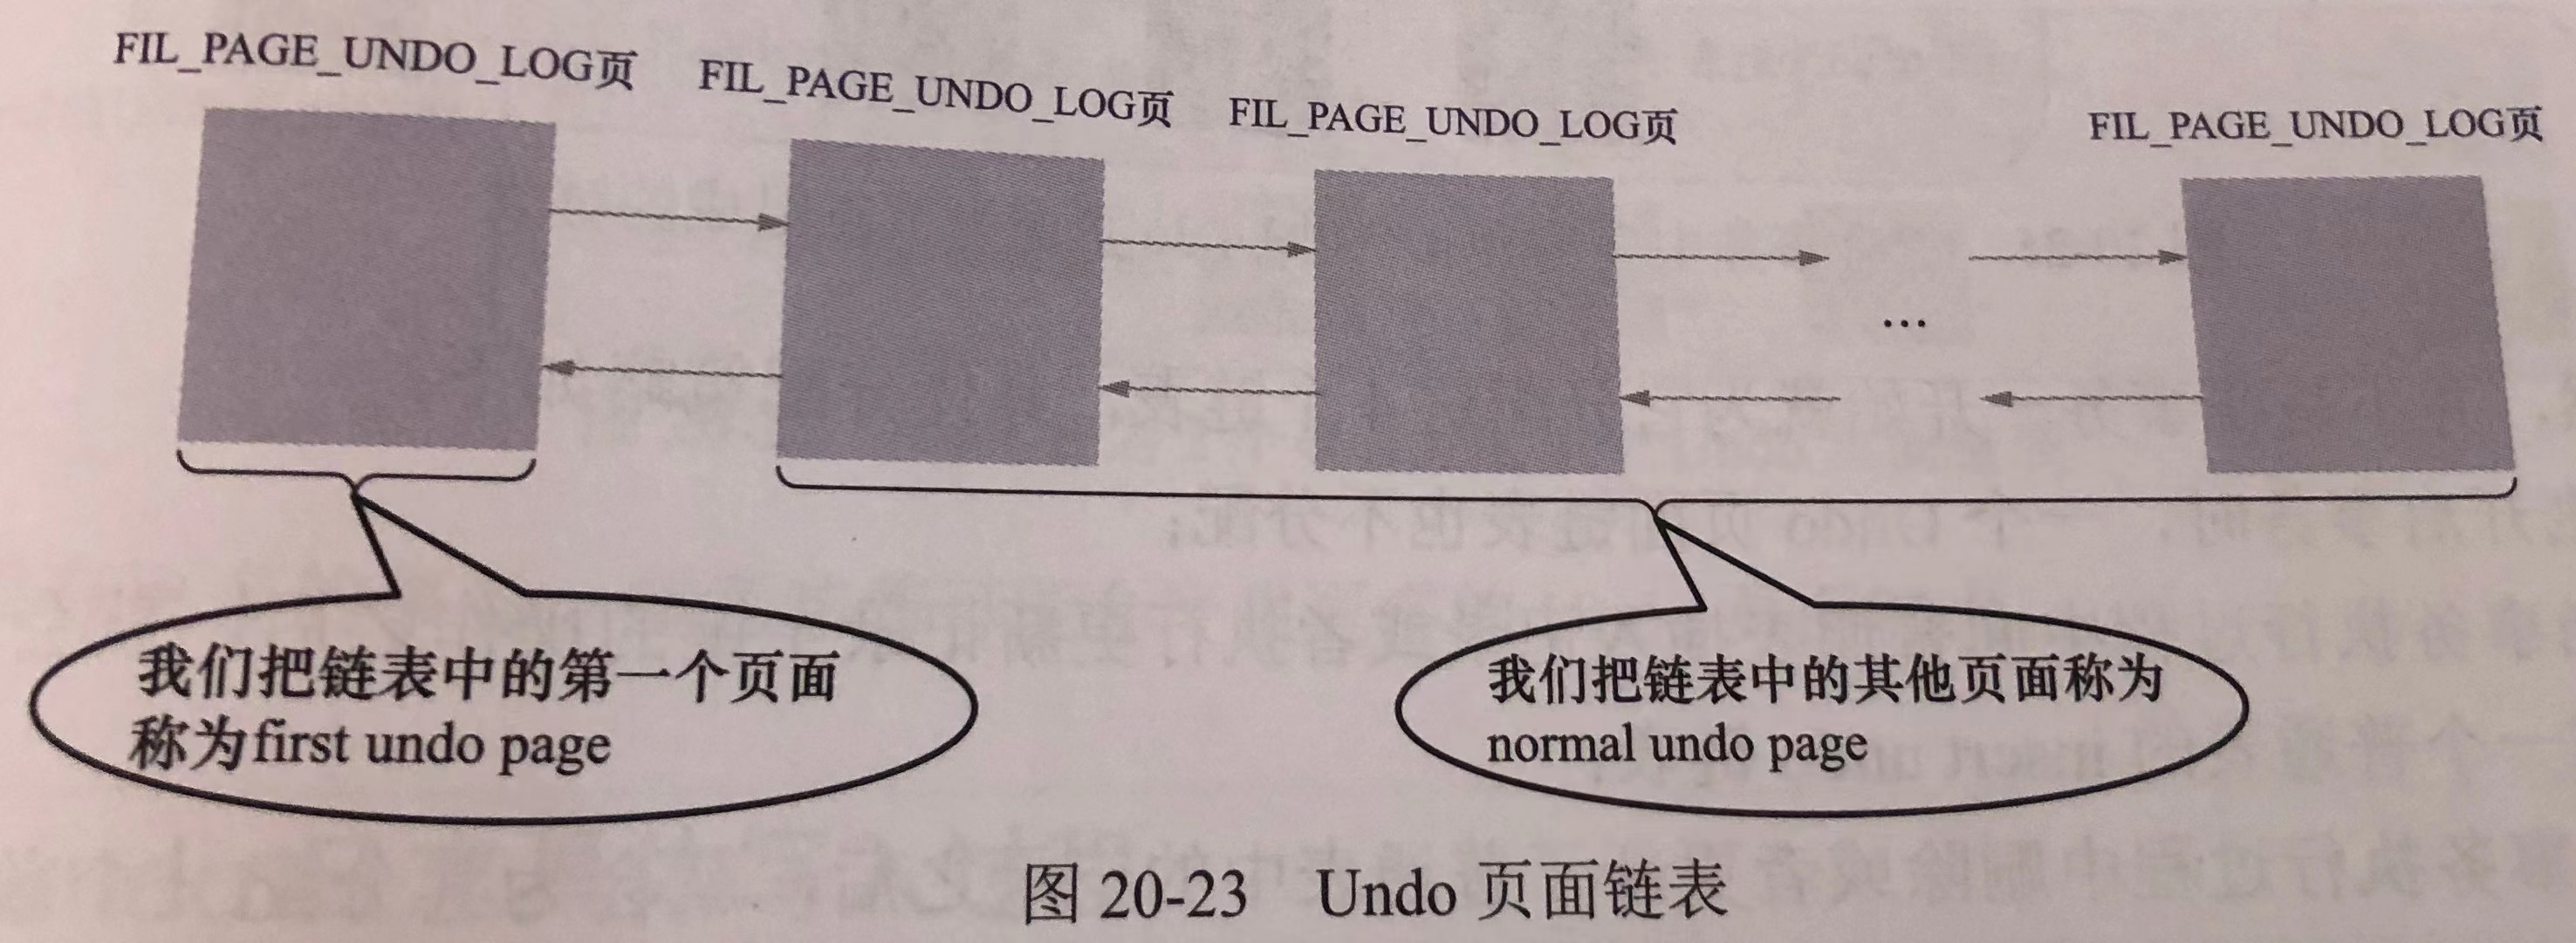 FIL_PAGE_UNDO_LOG页
FIL_PAGE_UNDO_LOG页
FIL_PAGE_UNDO_LOG页
FIL_PAGE_UNDO_LOG页
...
我们把链表中的第一个页面
称为first undo page
我们把链表中的其他页面称为
normal undo page
图 20-23 Undo 页面链表